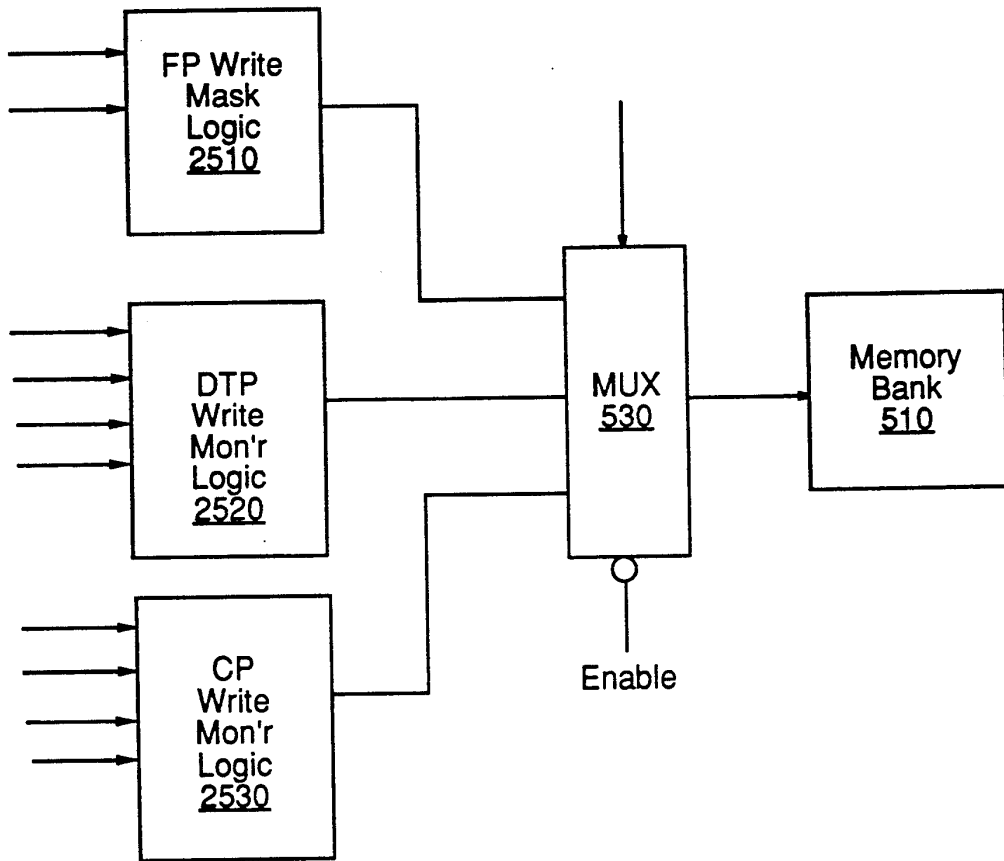 FP Write
Mask
Logic
2510
DTP
Write
Mon'r
Logic
2520
CP
Write
Mon'r
Logic
2530
MUX
530
Enable
Memory
Bank
510